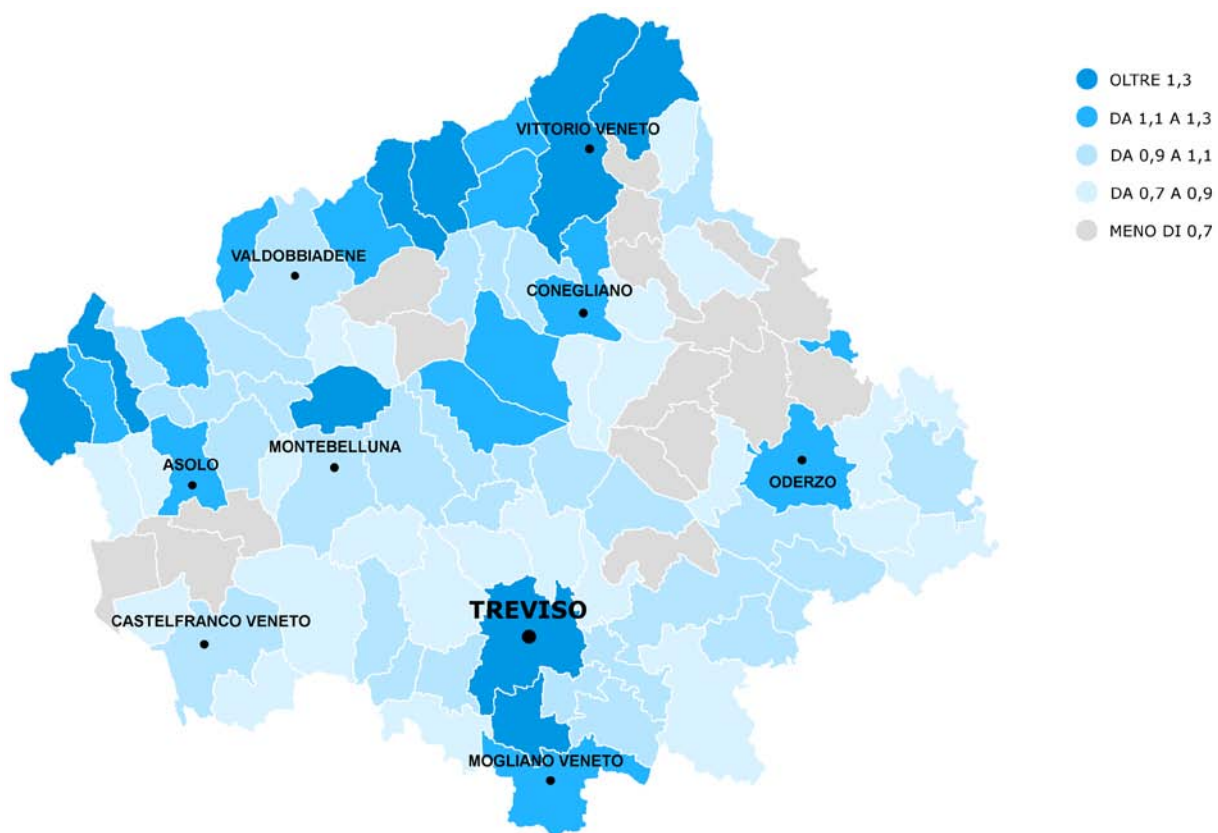 OLTRE 1,3
DA 1,1 A 1,3
DA 0,9 A 1,1
DA 0,7 A 0,9
MENO DI 0,7
VITTORIO VENETO
VALDOBBIADENE
CONEGLIANO
MONTEBELLUNA
ASOLO
ODERZO
TREVISO
CASTELFRANCO VENETO
MOGLIANO VENETO